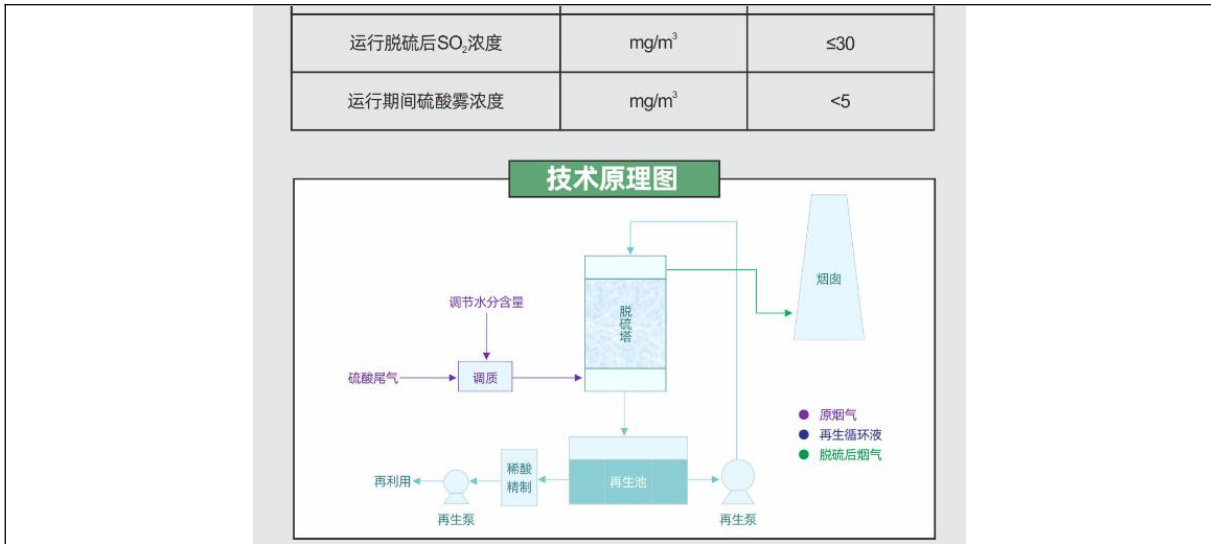 运行脱硫后SO₂浓度 mg/m³ ≤30
运行期间硫酸雾浓度 mg/m³ <5
技术原理图
烟囱
脱硫塔
调节水分含量
硫酸尾气
调质
原烟气
再生循环液
脱硫后烟气
再利用
稀酸
精制
再生池
再生泵
再生泵